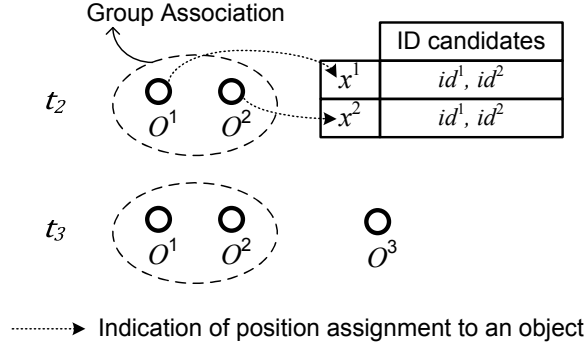 Group Association
ID candidates
t₂
x¹ id¹, id²
x² id¹, id²
O¹ O²
t₃
O¹ O² O³
Indication of position assignment to an object